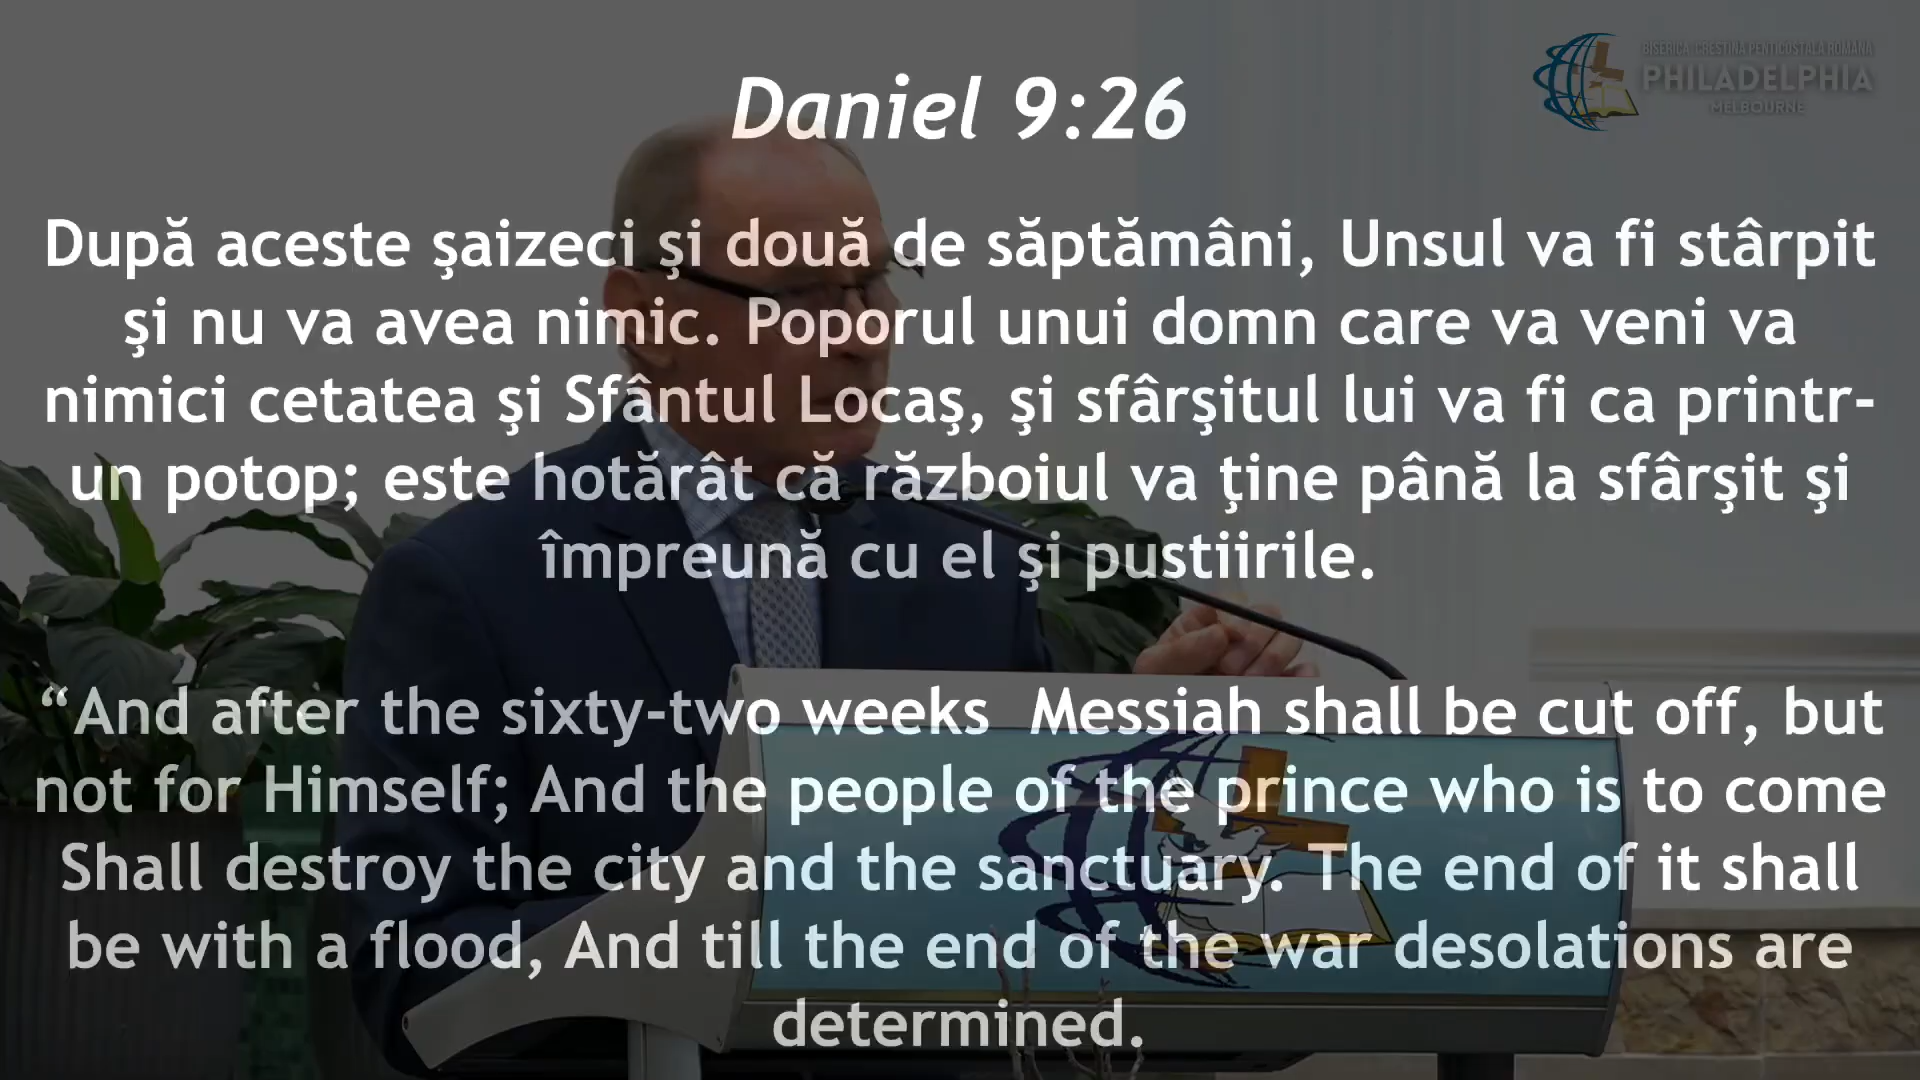 BISERICA CREȘTINĂ PENTICOSTALĂ ROMÂNĂ
PHILADELPHIA
MELBOURNE
Daniel 9:26
După aceste şaizeci şi două de săptămâni, Unsul va fi stârpit
şi nu va avea nimic. Poporul unui domn care va veni va
nimici cetatea şi Sfântul Locaş, şi sfârşitul lui va fi ca printr-
un potop; este hotărât că războiul va ţine până la sfârşit şi
împreună cu el şi pustiirile.
“And after the sixty-two weeks  Messiah shall be cut off, but
not for Himself; And the people of the prince who is to come
Shall destroy the city and the sanctuary. The end of it shall
be with a flood, And till the end of the war desolations are
determined.